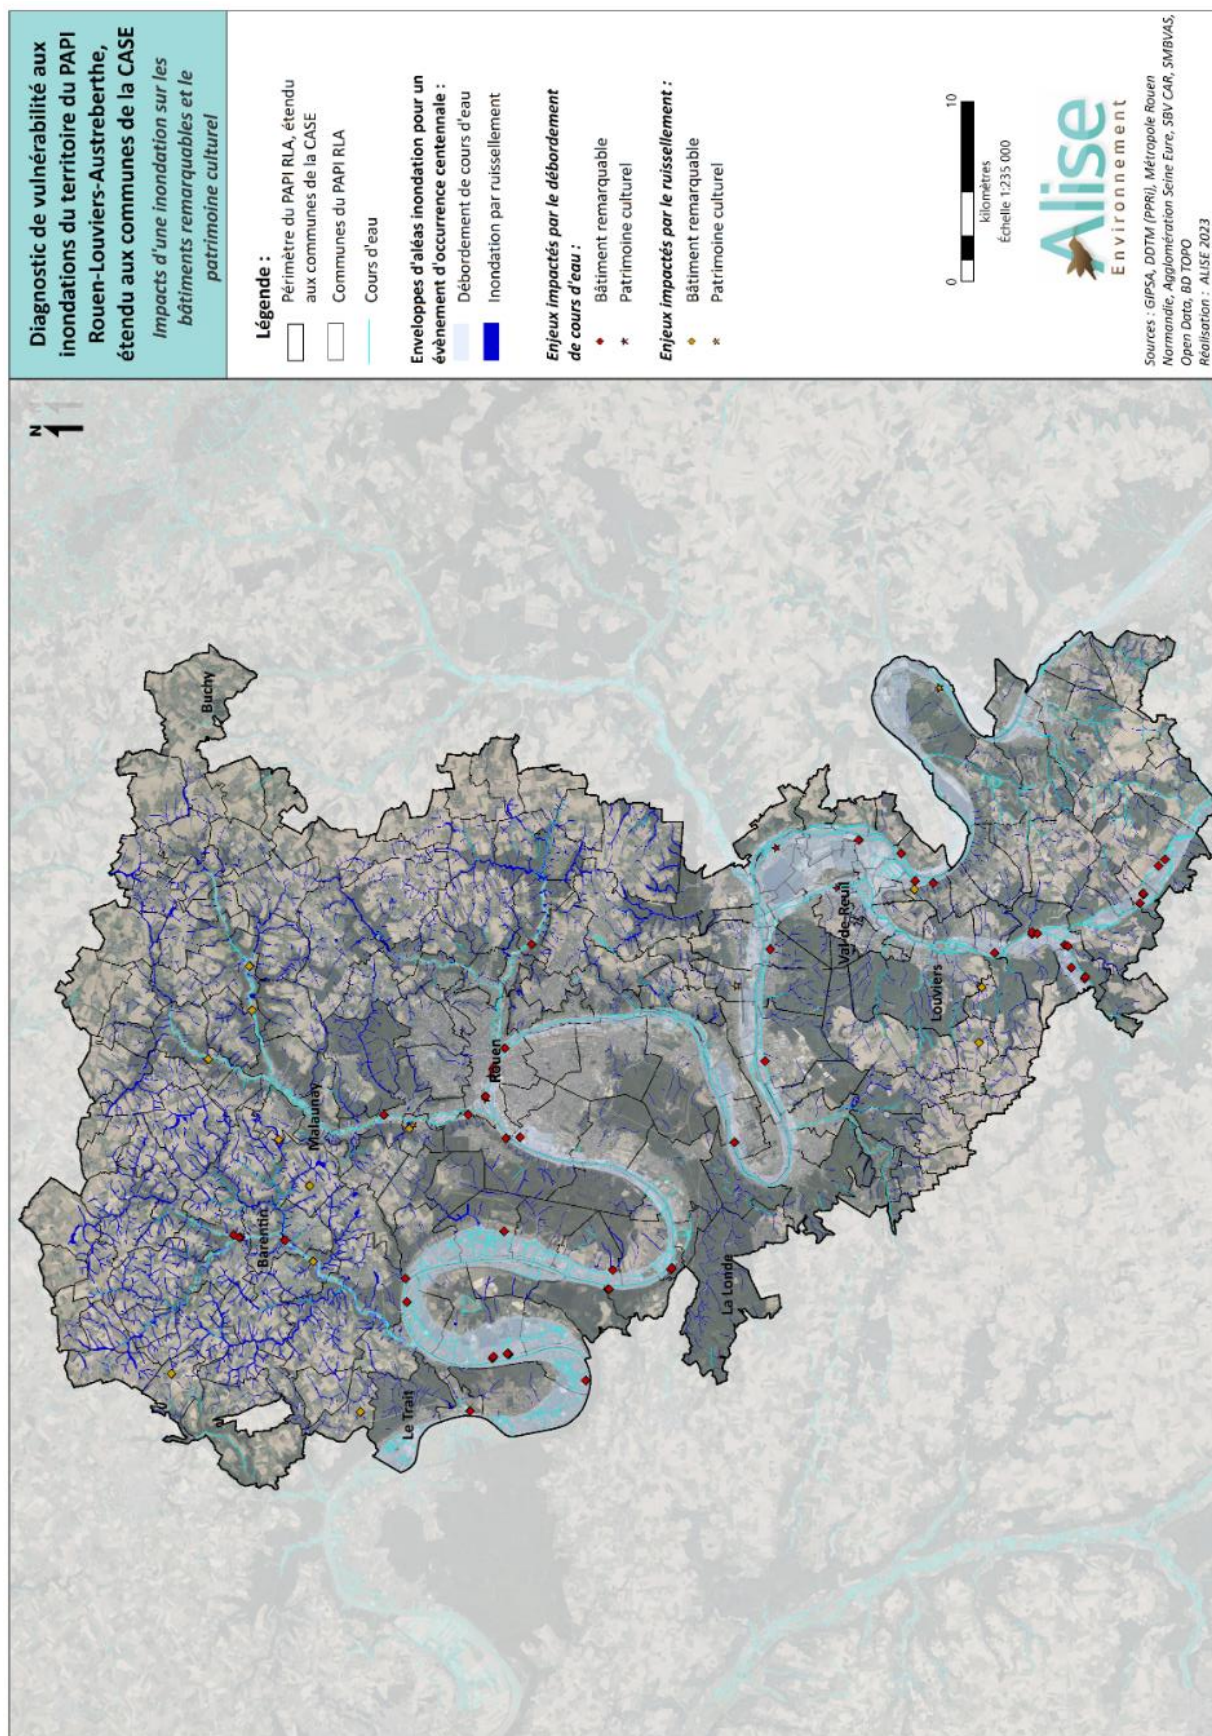 Diagnostic de vulnérabilité aux
inondations du territoire du PAPI
Rouen-Louviers-Austreberthe,
étendu aux communes de la CASE
Impacts d'une inondation sur les
bâtiments remarquables et le
patrimoine culturel
Légende :
Périmètre du PAPI RLA, étendu
aux communes de la CASE
Communes du PAPI RLA
Cours d'eau
Enveloppes d'aléas inondation pour un
évènement d'occurrence centennale :
Débordement de cours d'eau
Inondation par ruissellement
Enjeux impactés par le débordement
de cours d'eau :
Bâtiment remarquable
Patrimoine culturel
Enjeux impactés par le ruissellement :
Bâtiment remarquable
Patrimoine culturel
0 10
kilomètres
Échelle 1:235 000
Alise
Environnement
Sources : GIPSA, DDTM (PPRi), Métropole Rouen
Normandie, Agglomération Seine Eure, SBV CAR, SMBVAS,
Open Data, BD TOPO
Réalisation : ALISE 2023
N
Buchy
Malaunay
Barentin
Rouen
Le Trait
La Londe
Val-de-Reuil
Louviers